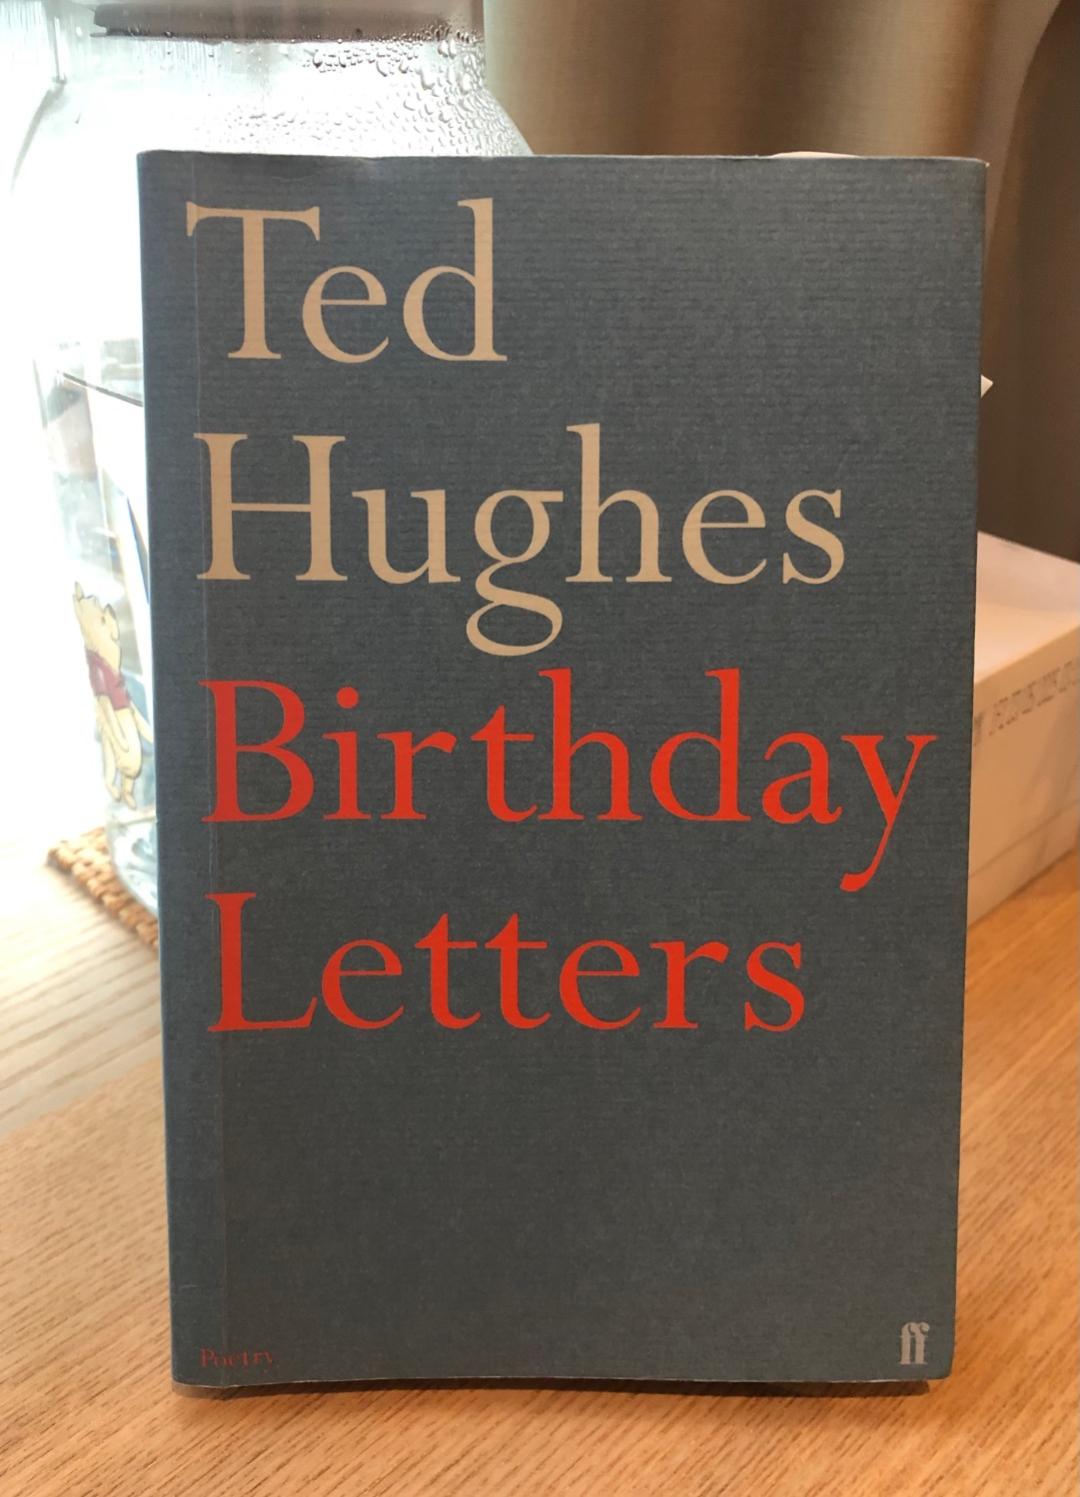 Ted
Hughes
Birthday
Letters
Poetry
ff